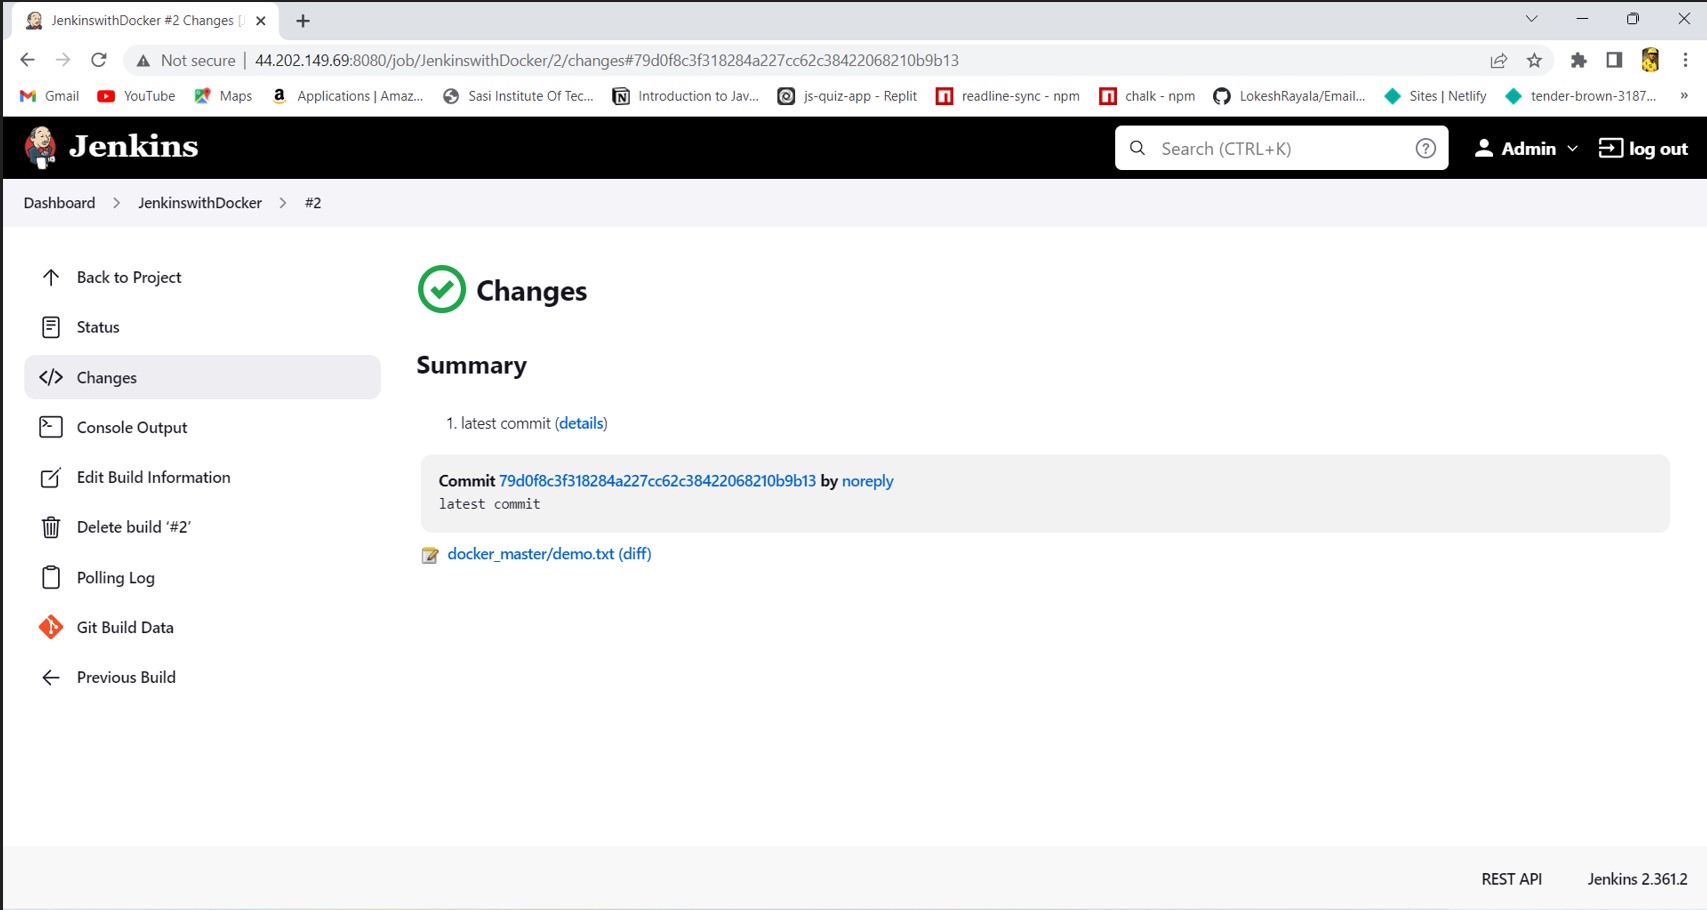 JenkinswithDocker #2 Changes [J
Not secure | 44.202.149.69:8080/job/JenkinswithDocker/2/changes#79d0f8c3f318284a227cc62c38422068210b9b13
Gmail YouTube Maps Applications | Amaz... Sasi Institute Of Tec... Introduction to Jav... js-quiz-app - Replit readline-sync - npm chalk - npm LokeshRayala/Email... Sites | Netlify tender-brown-3187... »
Jenkins Search (CTRL+K) Admin log out
Dashboard > JenkinswithDocker > #2
Back to Project
Status
Changes
Console Output
Edit Build Information
Delete build ‘#2’
Polling Log
Git Build Data
Previous Build
Changes
Summary
1. latest commit (details)
Commit 79d0f8c3f318284a227cc62c38422068210b9b13 by noreply
latest commit
docker_master/demo.txt (diff)
REST API Jenkins 2.361.2